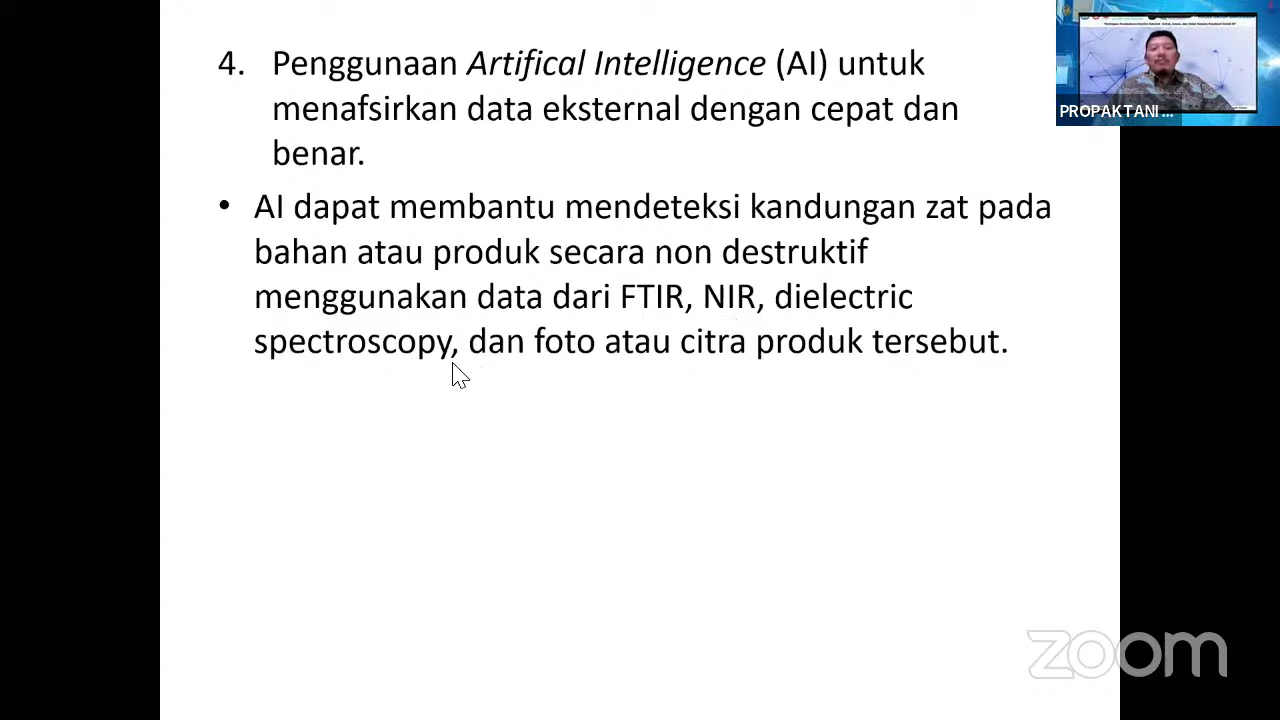 4. Penggunaan Artifical Intelligence (AI) untuk
menafsirkan data eksternal dengan cepat dan
benar.
• AI dapat membantu mendeteksi kandungan zat pada
bahan atau produk secara non destruktif
menggunakan data dari FTIR, NIR, dielectric
spectroscopy, dan foto atau citra produk tersebut.
PROPAKTANI ...
zoom